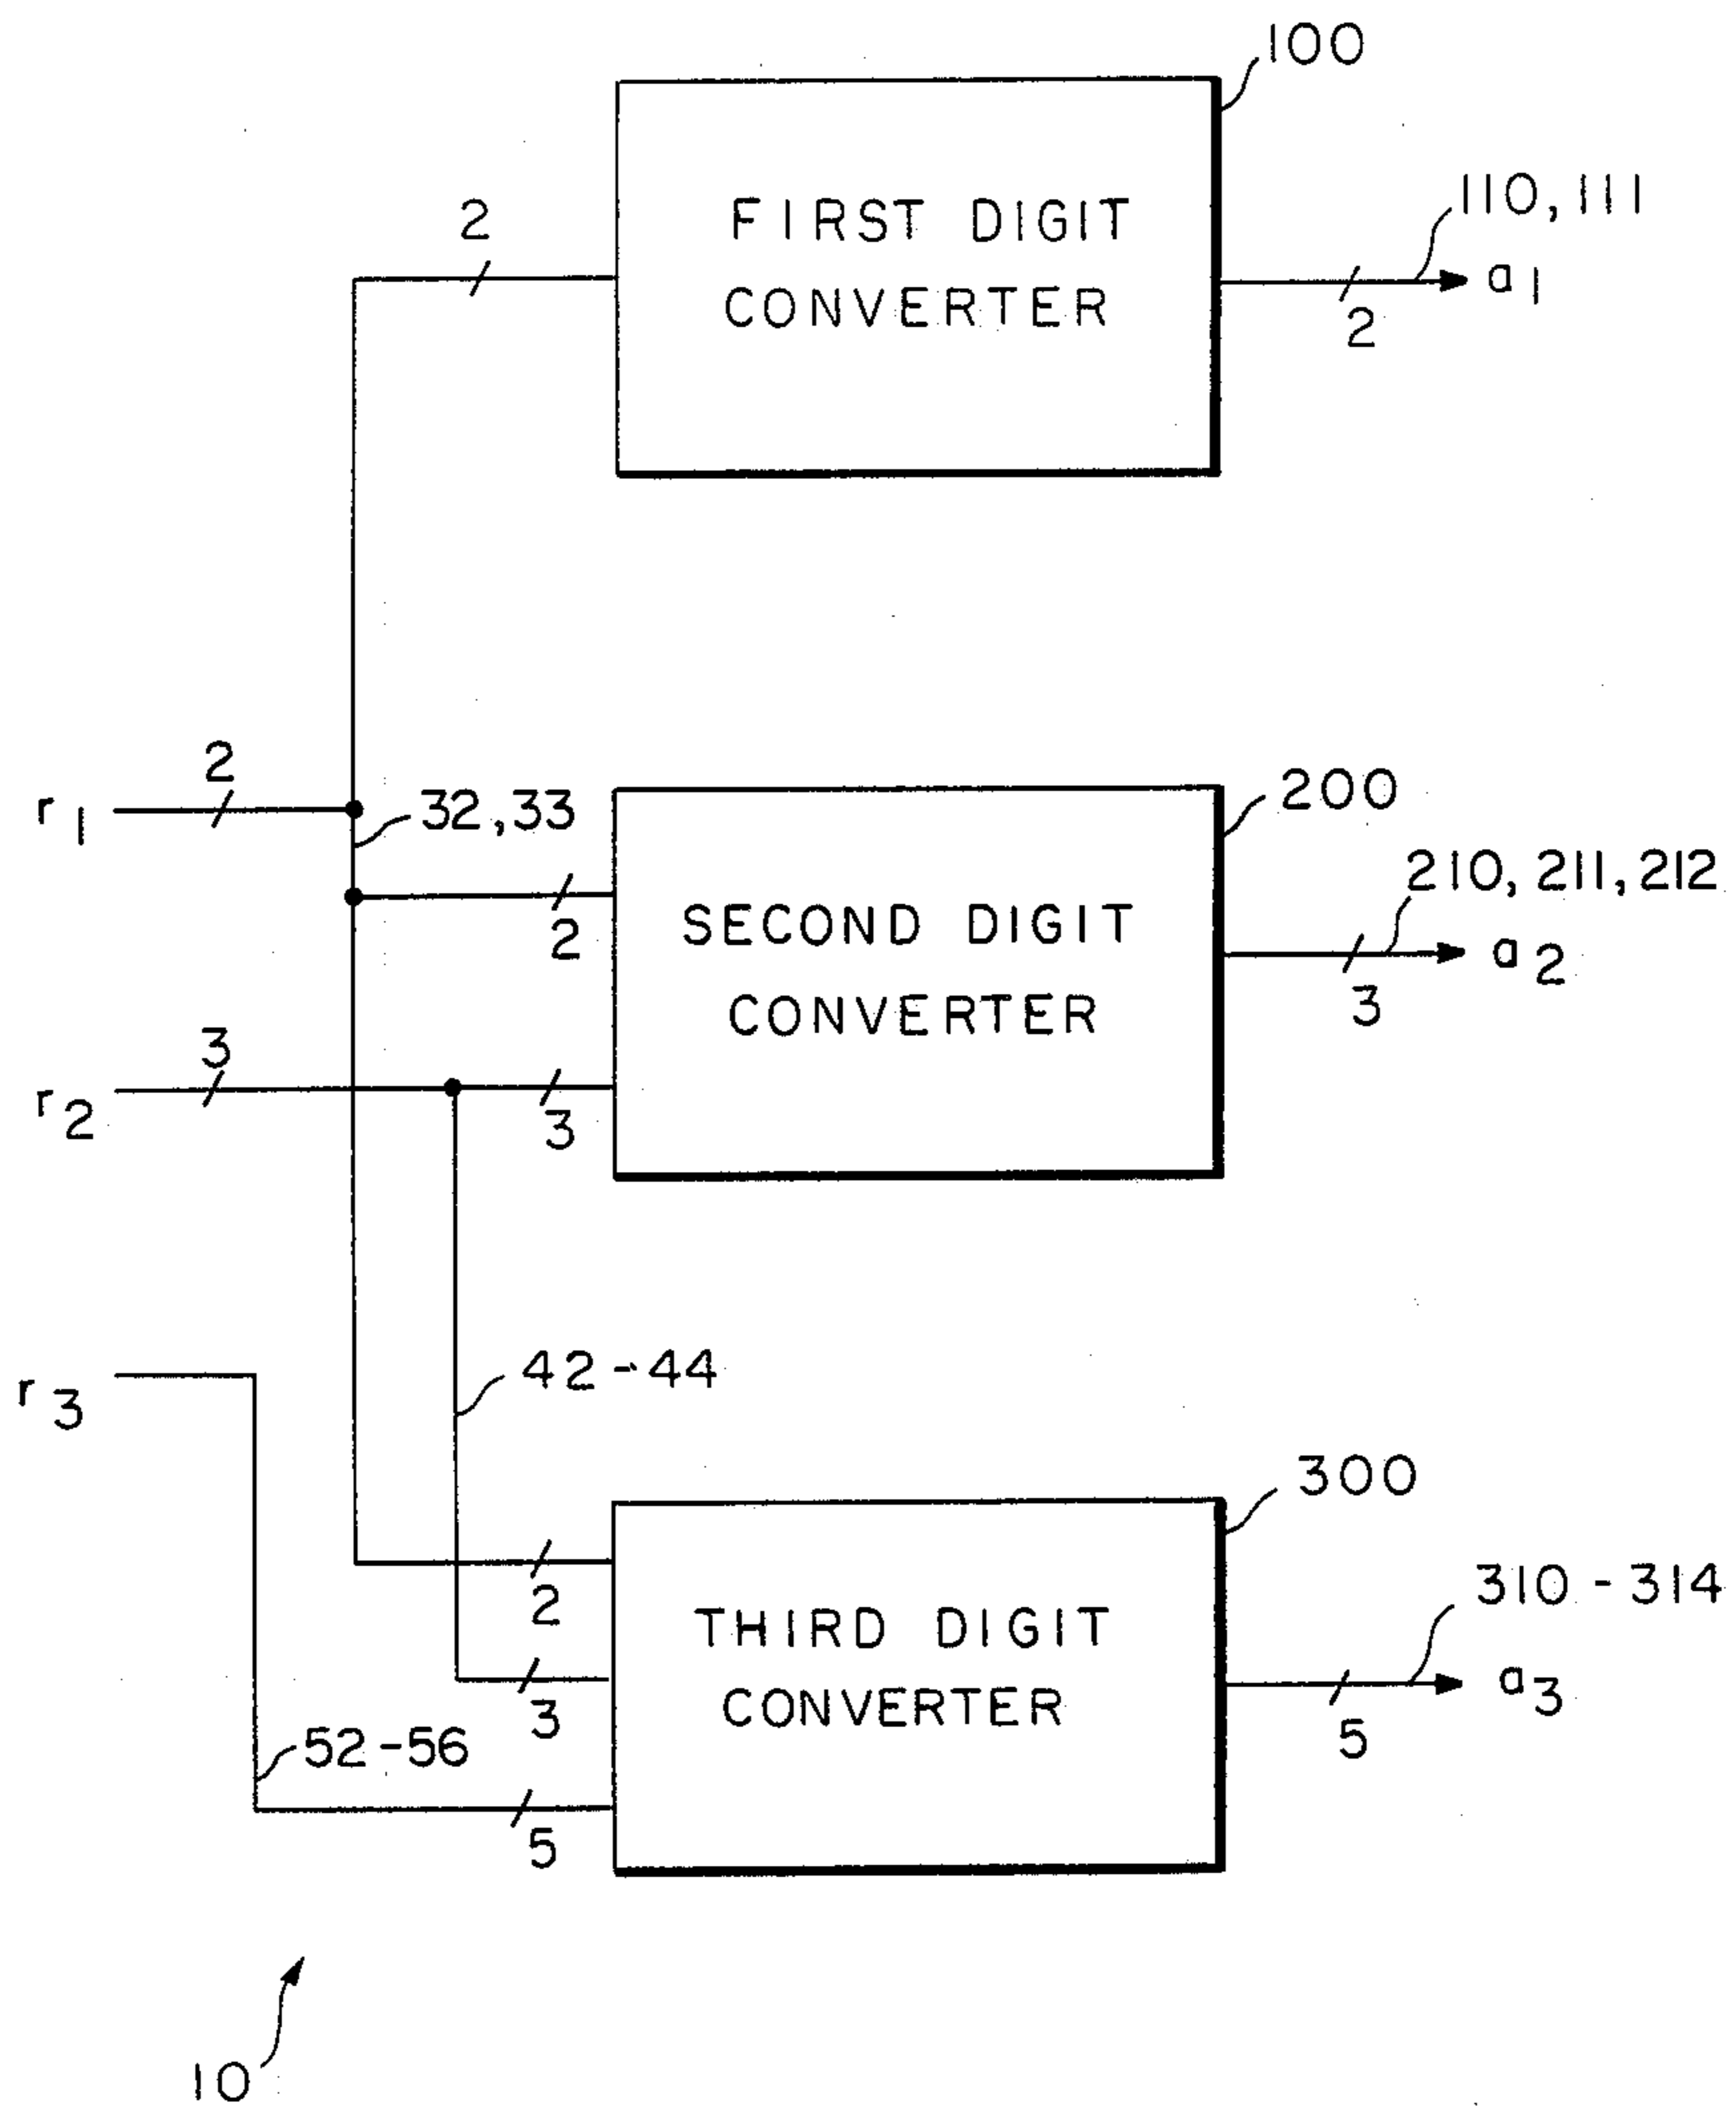 100
2
FIRST DIGIT
CONVERTER
110, 111
a1
2
2
r1
32, 33
200
2
SECOND DIGIT
CONVERTER
210, 211, 212
a2
3
3
r2
3
r3
42-44
300
2
THIRD DIGIT
CONVERTER
310-314
a3
3
5
52-56
5
10